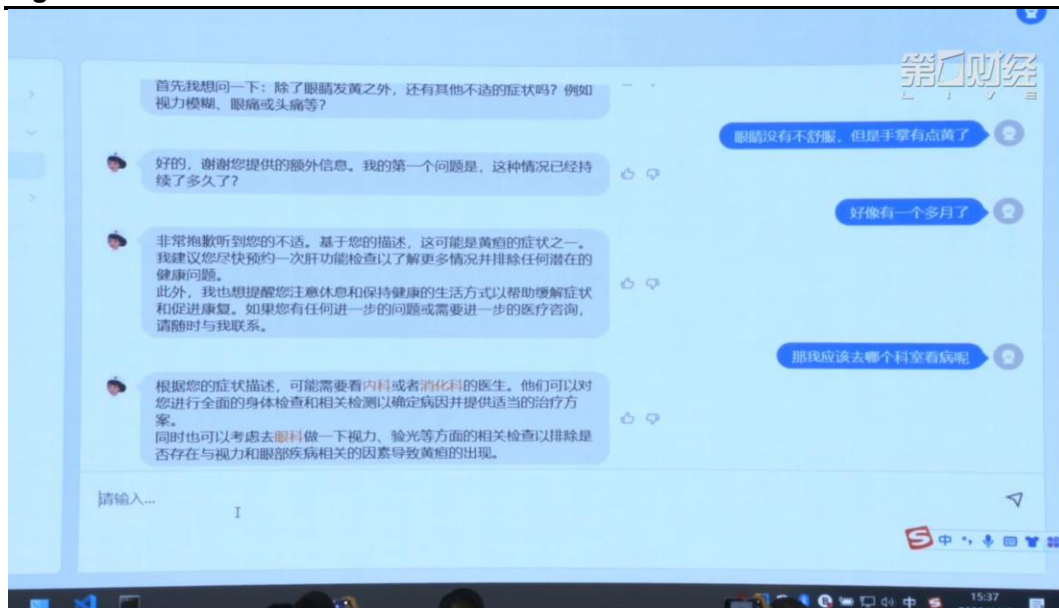 第一财经
LIVE
首先我想问一下：除了眼睛发黄之外，还有其他不适的症状吗？例如
视力模糊、眼痛或头痛等？
眼睛没有不舒服，但是手掌有点黄了
好的，谢谢您提供的额外信息。我的第一个问题是，这种情况已经持
续了多久了？
好像有一个多月了
非常抱歉听到您的不适。基于您的描述，这可能是黄疸的症状之一。
我建议您尽快预约一次肝功能检查以了解更多情况并排除任何潜在的
健康问题。
此外，我也想提醒您注意休息和保持健康的生活方式以帮助缓解症状
和促进康复。如果您有任何进一步的问题或需要进一步的医疗咨询，
请随时与我联系。
那我应该去哪个科室看病呢
根据您的症状描述，可能需要看内科或者消化科的医生。他们可以对
您进行全面的身体检查和相关检测以确定病因并提供适当的治疗方
案。
同时也可以考虑去眼科做一下视力、验光等方面的相关检查以排除是
否存在与视力和眼部疾病相关的因素导致黄疸的出现。
请输入...
S 中
中 S 15:37